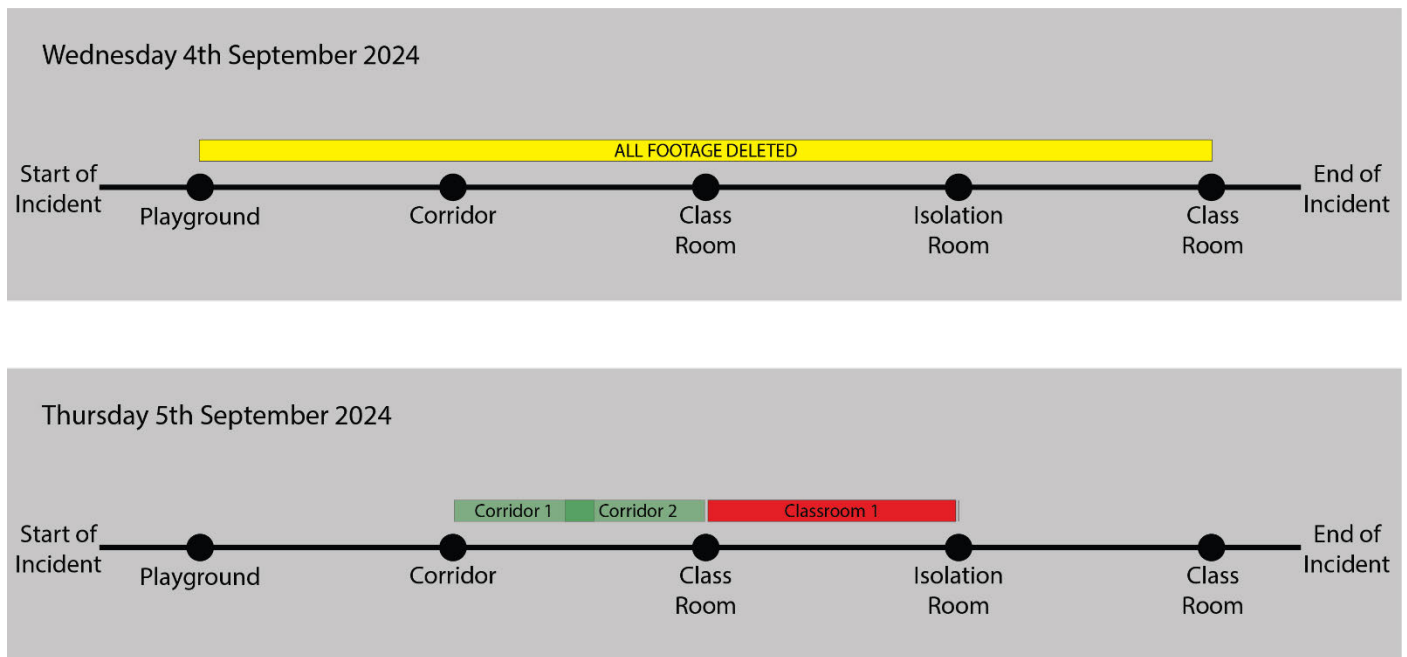 Wednesday 4th September 2024
ALL FOOTAGE DELETED
Start of
Incident
Playground
Corridor
Class
Room
Isolation
Room
Class
Room
End of
Incident
Thursday 5th September 2024
Corridor 1
Corridor 2
Classroom 1
Start of
Incident
Playground
Corridor
Class
Room
Isolation
Room
Class
Room
End of
Incident